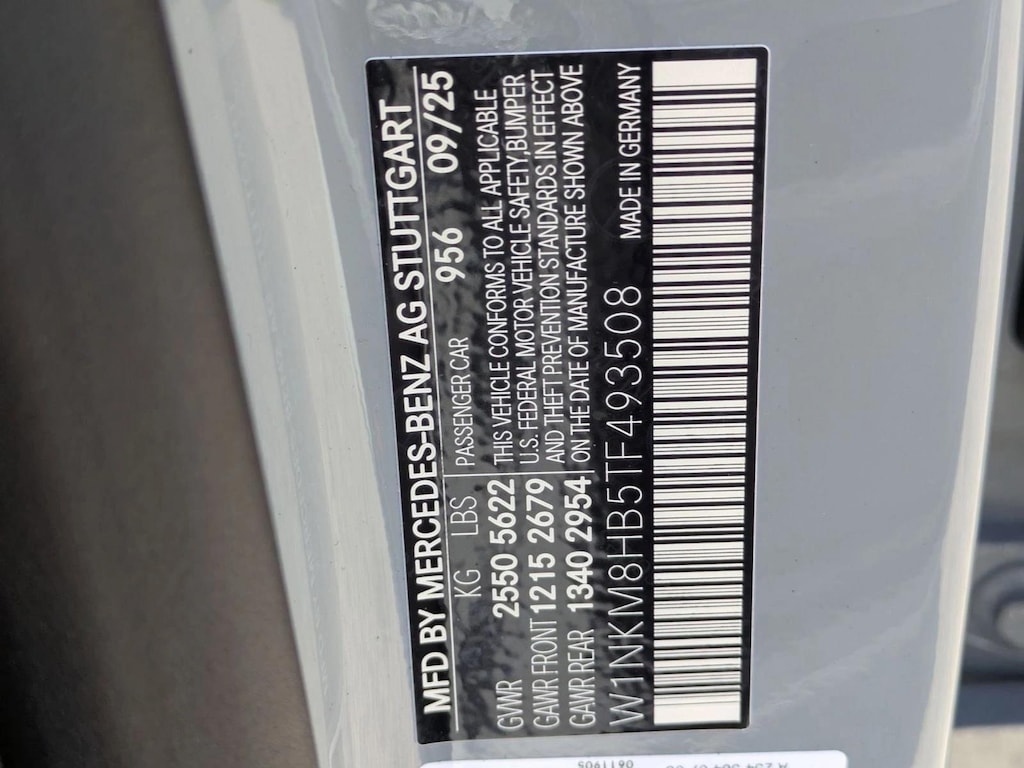 MFD BY MERCEDES-BENZ AG STUTTGART
KG LBS PASSENGER CAR 956 09/25
GVWR 2550 5622 THIS VEHICLE CONFORMS TO ALL APPLICABLE
GAWR FRONT 1215 2679 U.S. FEDERAL MOTOR VEHICLE SAFETY,BUMPER
GAWR REAR 1340 2954 AND THEFT PREVENTION STANDARDS IN EFFECT
ON THE DATE OF MANUFACTURE SHOWN ABOVE
W1NKM8HB5TF493508 MADE IN GERMANY